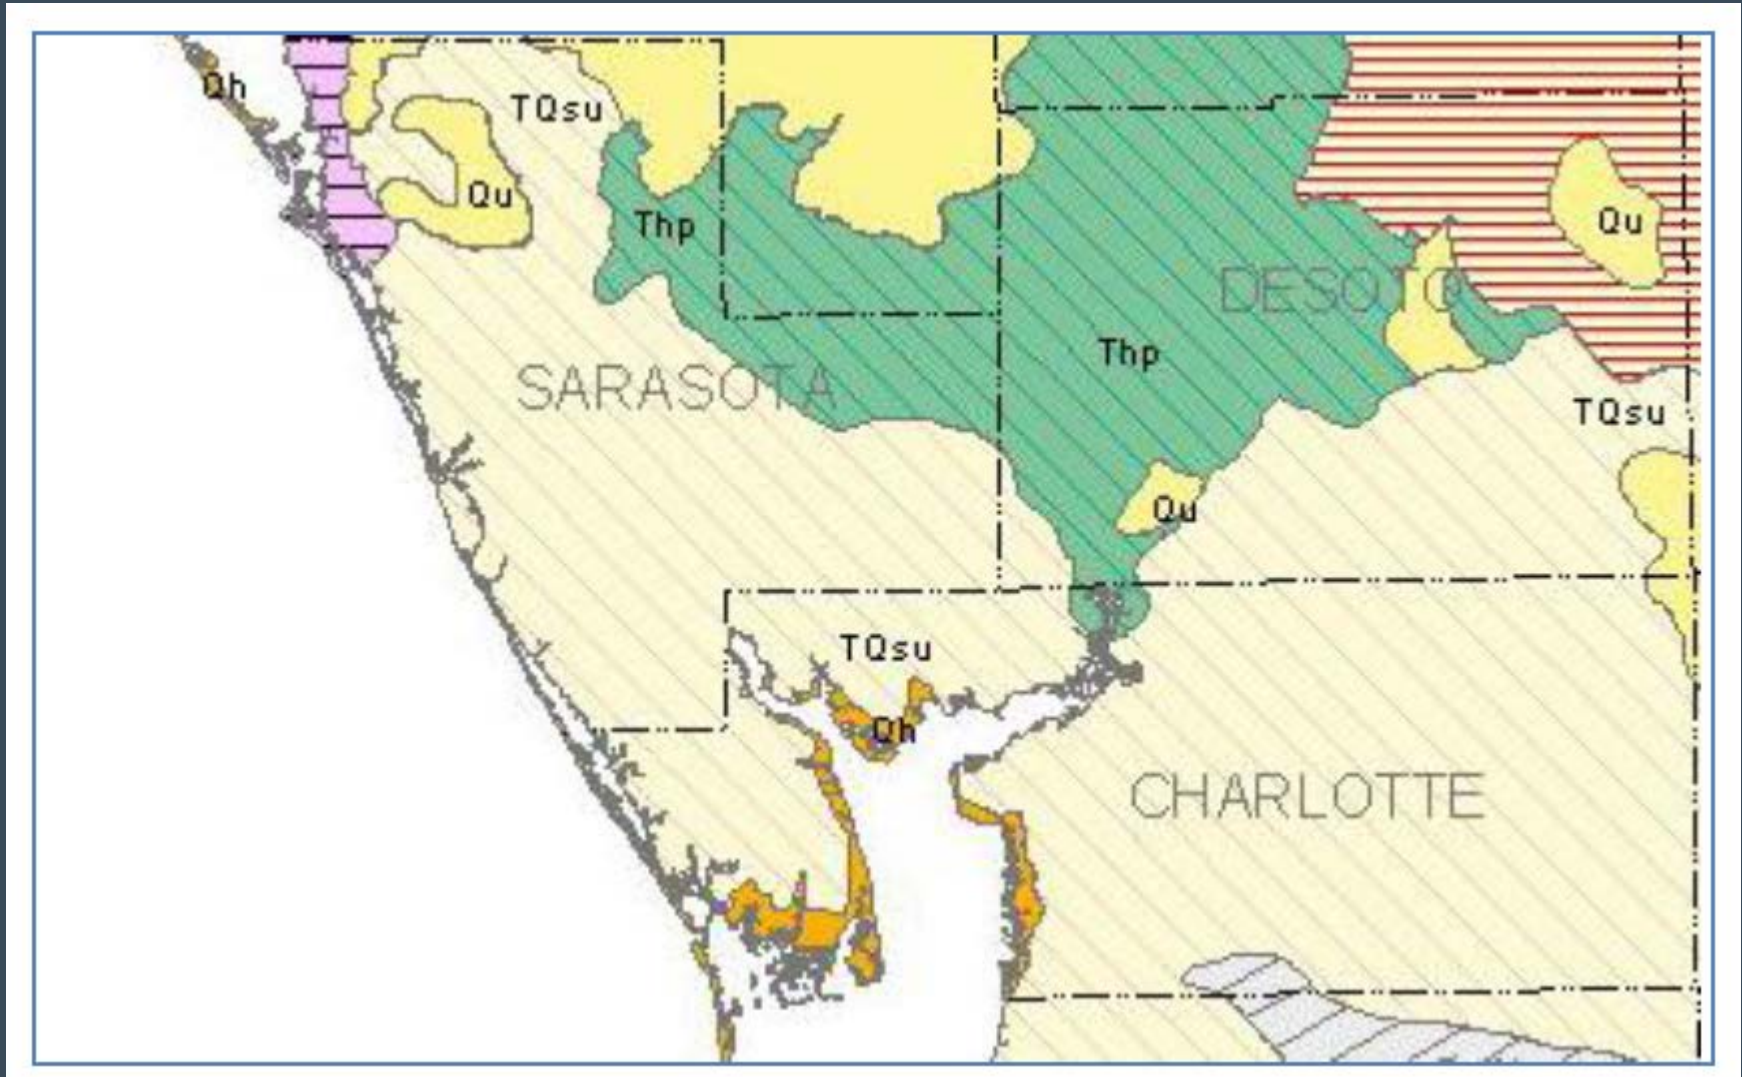 Qh
TQsu
Qu
Thp
Qu
DESOTO
Thp
SARASOTA
TQsu
Qu
TQsu
Qh
CHARLOTTE